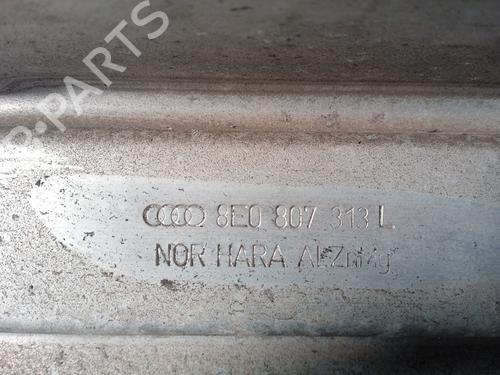 B-PARTS
8E0 807 313 L
NOR HARA AlZnMg